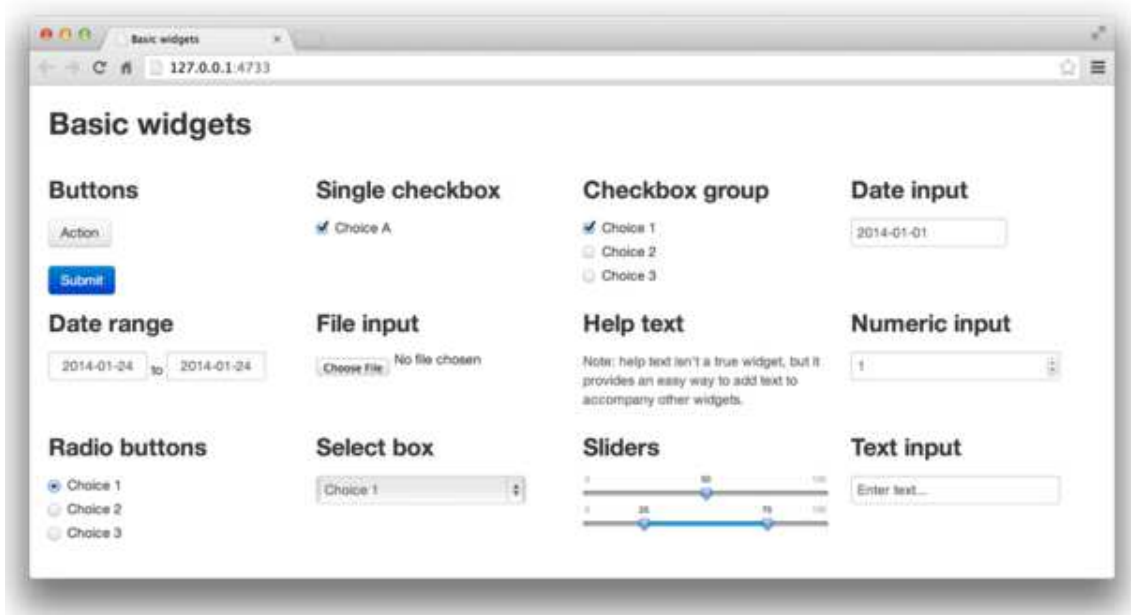 Basic widgets
127.0.0.1:4733
Basic widgets
Buttons
Action
Submit
Single checkbox
Choice A
Checkbox group
Choice 1
Choice 2
Choice 3
Date input
2014-01-01
Date range
2014-01-24 to 2014-01-24
File input
Choose File No file chosen
Help text
Note: help text isn't a true widget, but it
provides an easy way to add text to
accompany other widgets.
Numeric input
1
Radio buttons
Choice 1
Choice 2
Choice 3
Select box
Choice 1
Sliders
0 50 100
0 25 75 100
Text input
Enter text...